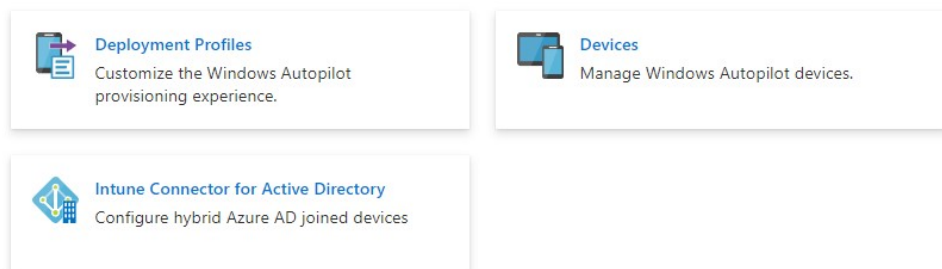 Deployment Profiles
Customize the Windows Autopilot
provisioning experience.
Devices
Manage Windows Autopilot devices.
Intune Connector for Active Directory
Configure hybrid Azure AD joined devices